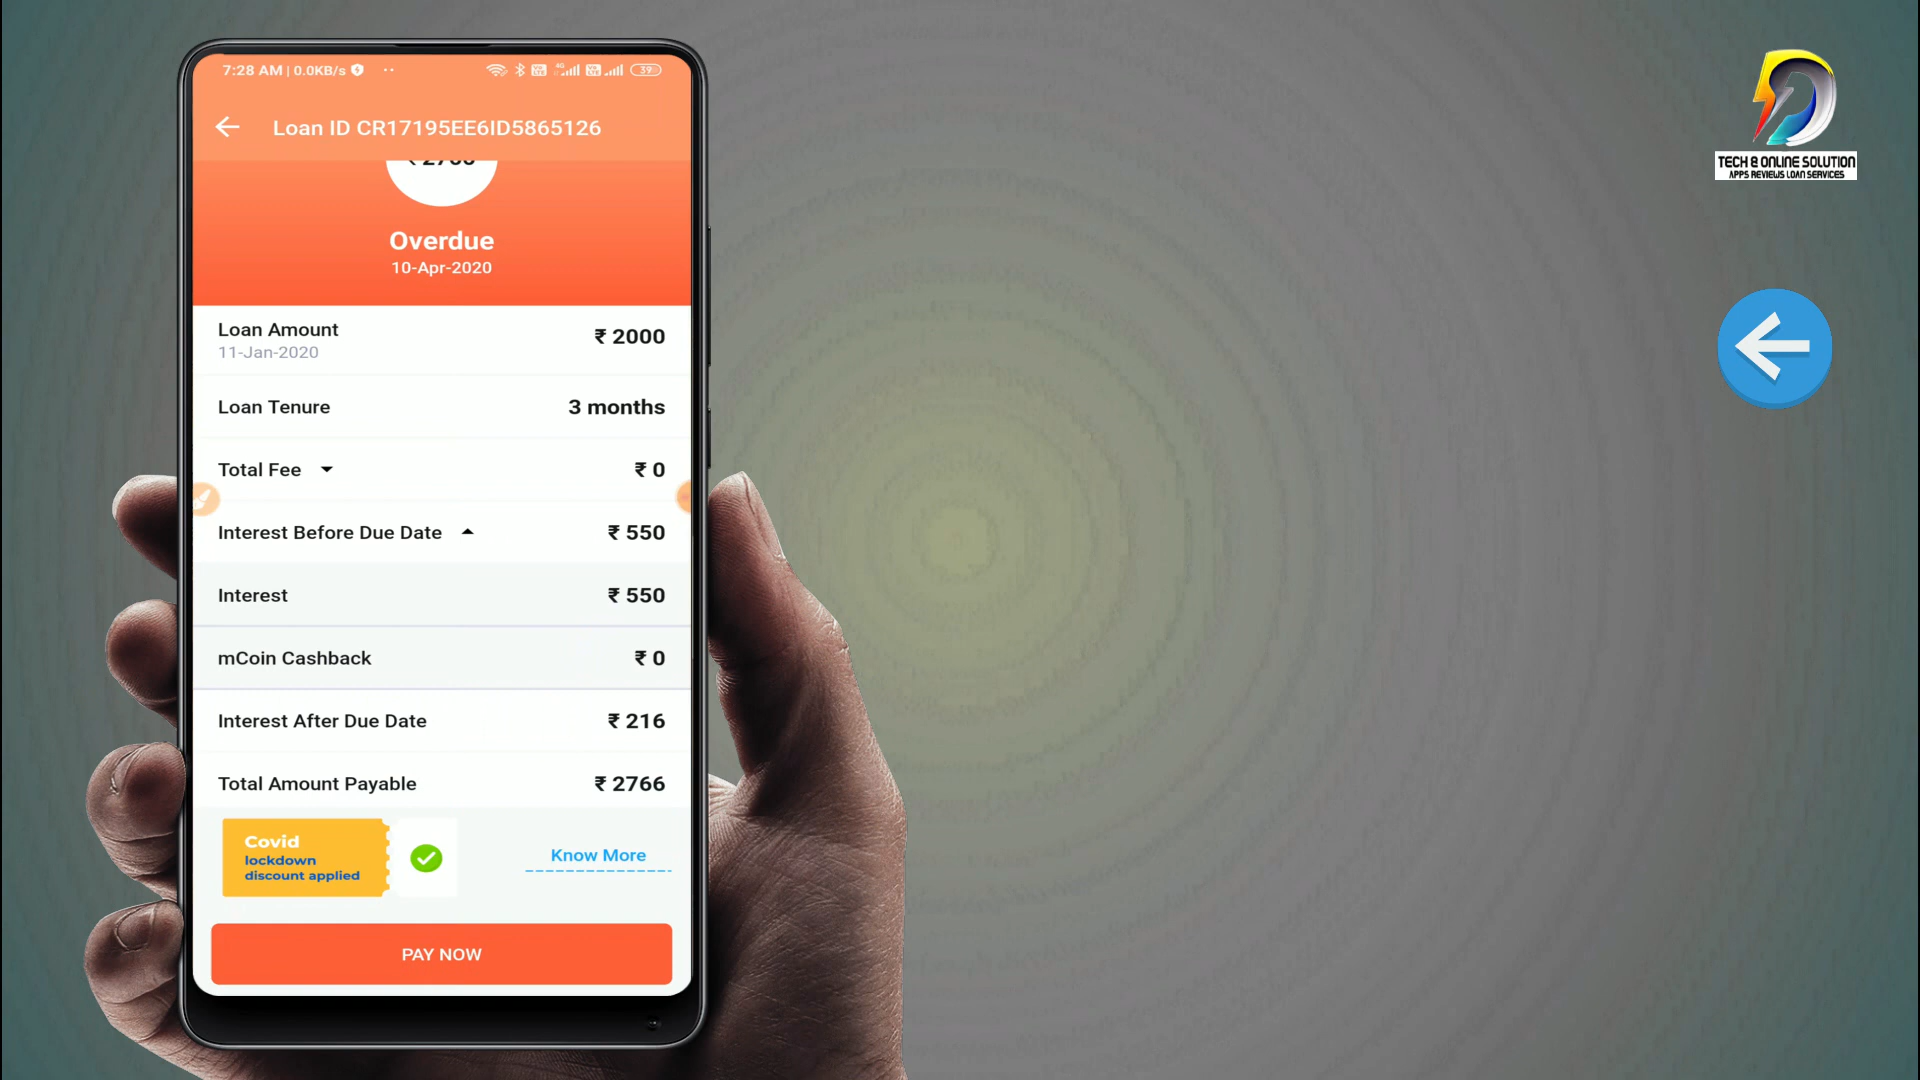 7:28 AM | 0.0KB/s
4G
39
Loan ID CR17195EE6ID5865126
₹ 2766
Overdue
10-Apr-2020
Loan Amount
₹ 2000
11-Jan-2020
Loan Tenure
3 months
Total Fee
₹ 0
Interest Before Due Date
₹ 550
Interest
₹ 550
mCoin Cashback
₹ 0
Interest After Due Date
₹ 216
Total Amount Payable
₹ 2766
Covid
lockdown
discount applied
Know More
PAY NOW
TECH & ONLINE SOLUTION
APPS REVIEWS LOAN SERVICES